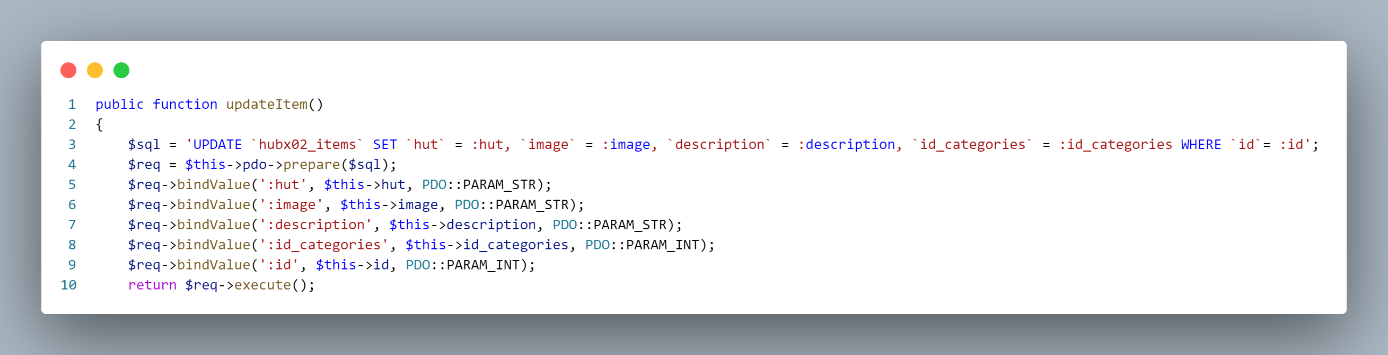 1 public function updateItem()
2 {
3 $sql = 'UPDATE `hubx02_items` SET `hut` = :hut, `image` = :image, `description` = :description, `id_categories` = :id_categories WHERE `id`= :id';
4 $req = $this->pdo->prepare($sql);
5 $req->bindValue(':hut', $this->hut, PDO::PARAM_STR);
6 $req->bindValue(':image', $this->image, PDO::PARAM_STR);
7 $req->bindValue(':description', $this->description, PDO::PARAM_STR);
8 $req->bindValue(':id_categories', $this->id_categories, PDO::PARAM_INT);
9 $req->bindValue(':id', $this->id, PDO::PARAM_INT);
10 return $req->execute();